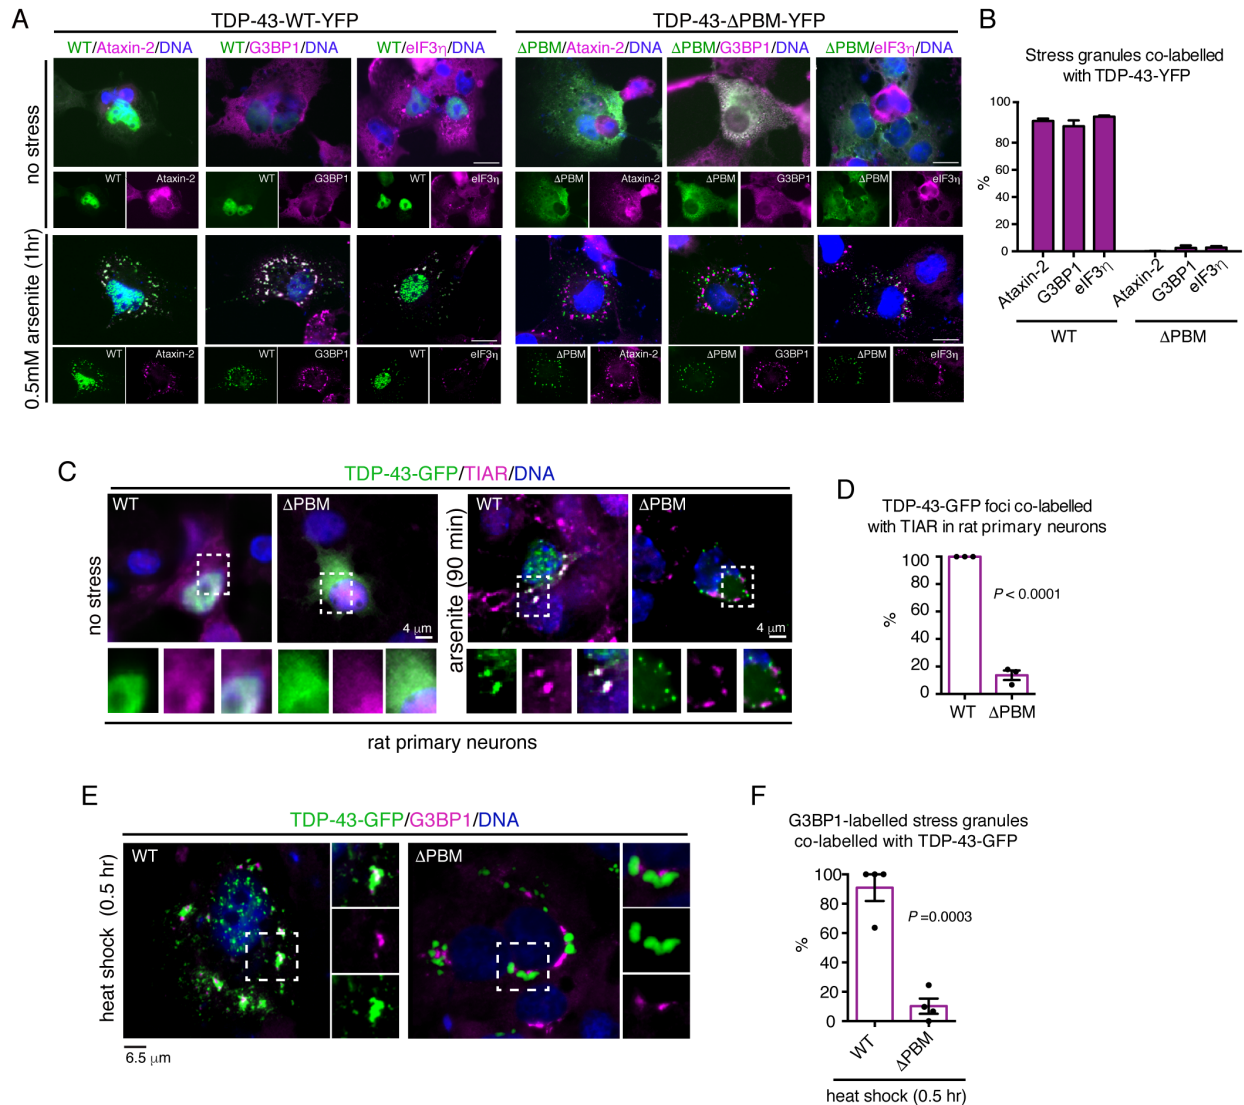 A
TDP-43-WT-YFP
TDP-43-ΔPBM-YFP
WT/Ataxin-2/DNA
WT/G3BP1/DNA
WT/eIF3η/DNA
ΔPBM/Ataxin-2/DNA
ΔPBM/G3BP1/DNA
ΔPBM/eIF3η/DNA
no stress
WT
Ataxin-2
WT
G3BP1
WT
eIF3η
ΔPBM
Ataxin-2
ΔPBM
G3BP1
ΔPBM
eIF3η
0.5mM arsenite (1hr)
WT
Ataxin-2
WT
G3BP1
WT
eIF3η
ΔPBM
Ataxin-2
ΔPBM
G3BP1
ΔPBM
eIF3η
B
Stress granules co-labelled
with TDP-43-YFP
%
100
80
60
40
20
0
Ataxin-2
G3BP1
eIF3η
Ataxin-2
G3BP1
eIF3η
WT
ΔPBM
C
TDP-43-GFP/TIAR/DNA
no stress
WT
ΔPBM
4 μm
arsenite (90 min)
WT
ΔPBM
4 μm
rat primary neurons
D
TDP-43-GFP foci co-labelled
with TIAR in rat primary neurons
%
100
80
60
40
20
0
P < 0.0001
WT
ΔPBM
E
TDP-43-GFP/G3BP1/DNA
heat shock (0.5 hr)
WT
ΔPBM
6.5 μm
F
G3BP1-labelled stress granules
co-labelled with TDP-43-GFP
%
100
80
60
40
20
0
P =0.0003
WT
ΔPBM
heat shock (0.5 hr)